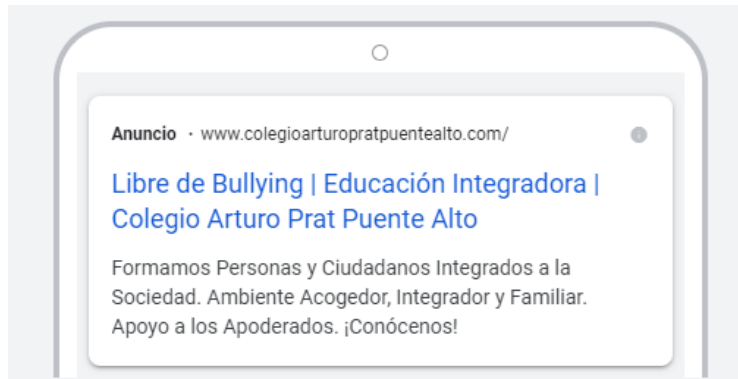 Anuncio · www.colegioarturopratpuentealto.com/
Libre de Bullying | Educación Integradora |
Colegio Arturo Prat Puente Alto
Formamos Personas y Ciudadanos Integrados a la
Sociedad. Ambiente Acogedor, Integrador y Familiar.
Apoyo a los Apoderados. ¡Conócenos!